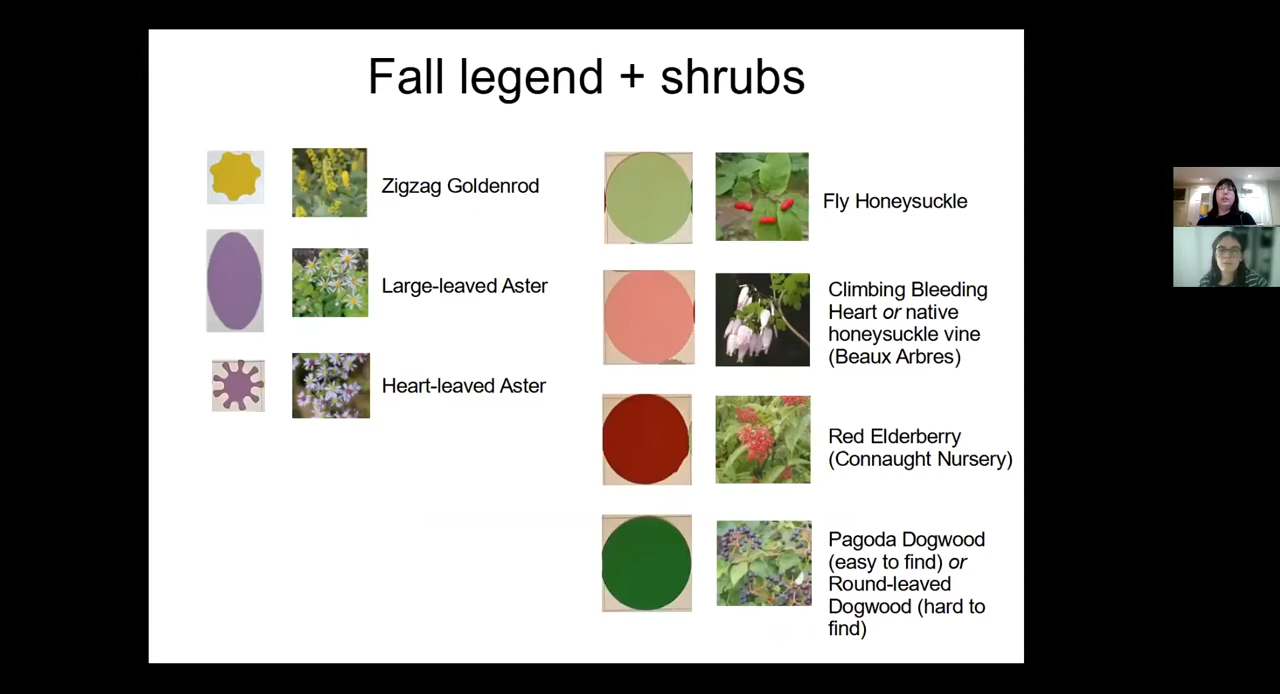 Fall legend + shrubs
Zigzag Goldenrod
Large-leaved Aster
Heart-leaved Aster
Fly Honeysuckle
Climbing Bleeding
Heart or native
honeysuckle vine
(Beaux Arbres)
Red Elderberry
(Connaught Nursery)
Pagoda Dogwood
(easy to find) or
Round-leaved
Dogwood (hard to
find)